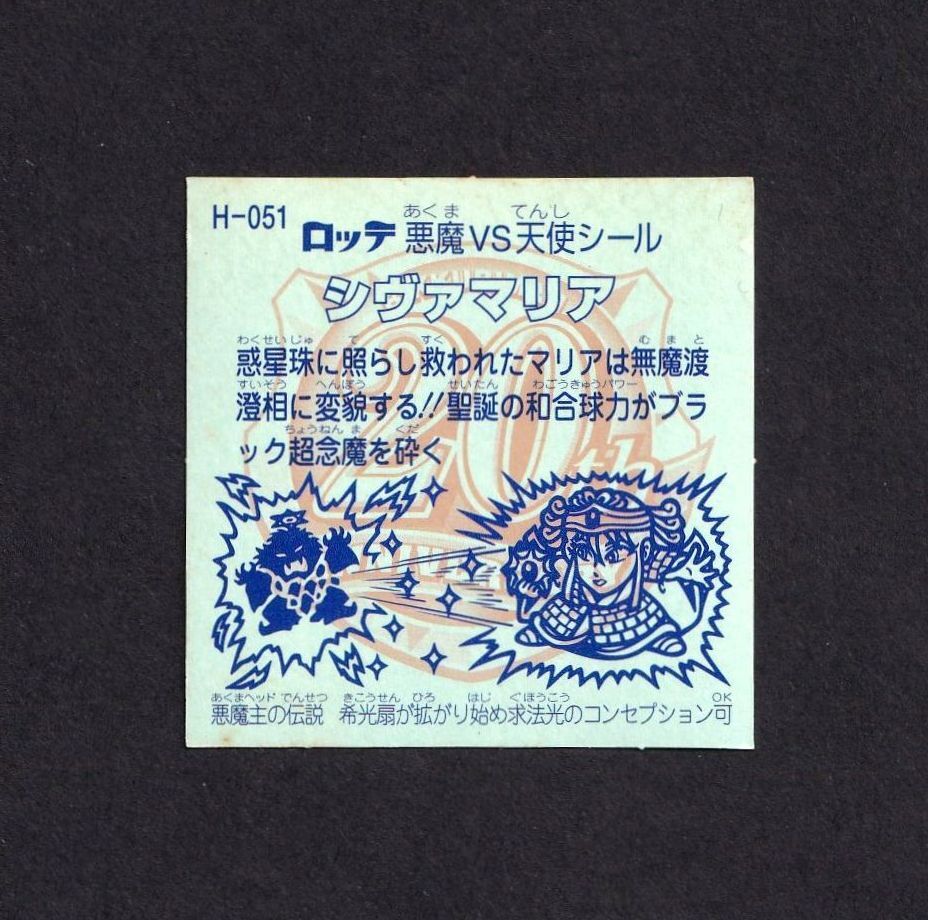 H-051
あくま てんし
ロッテ 悪魔VS天使シール
シヴァマリア
わくせいじゅ て すく むまと
惑星珠に照らし救われたマリアは無魔渡
すいそう へんぼう せいたん わごうきゅうパワー
澄相に変貌する!!聖誕の和合球力がブラ
ちょうねんま くだ
ック超念魔を砕く
20th
あくまヘッド でんせつ きこうせん ひろ はじ ぐほうこう OK
悪魔主の伝説 希光扇が拡がり始め求法光のコンセプション可